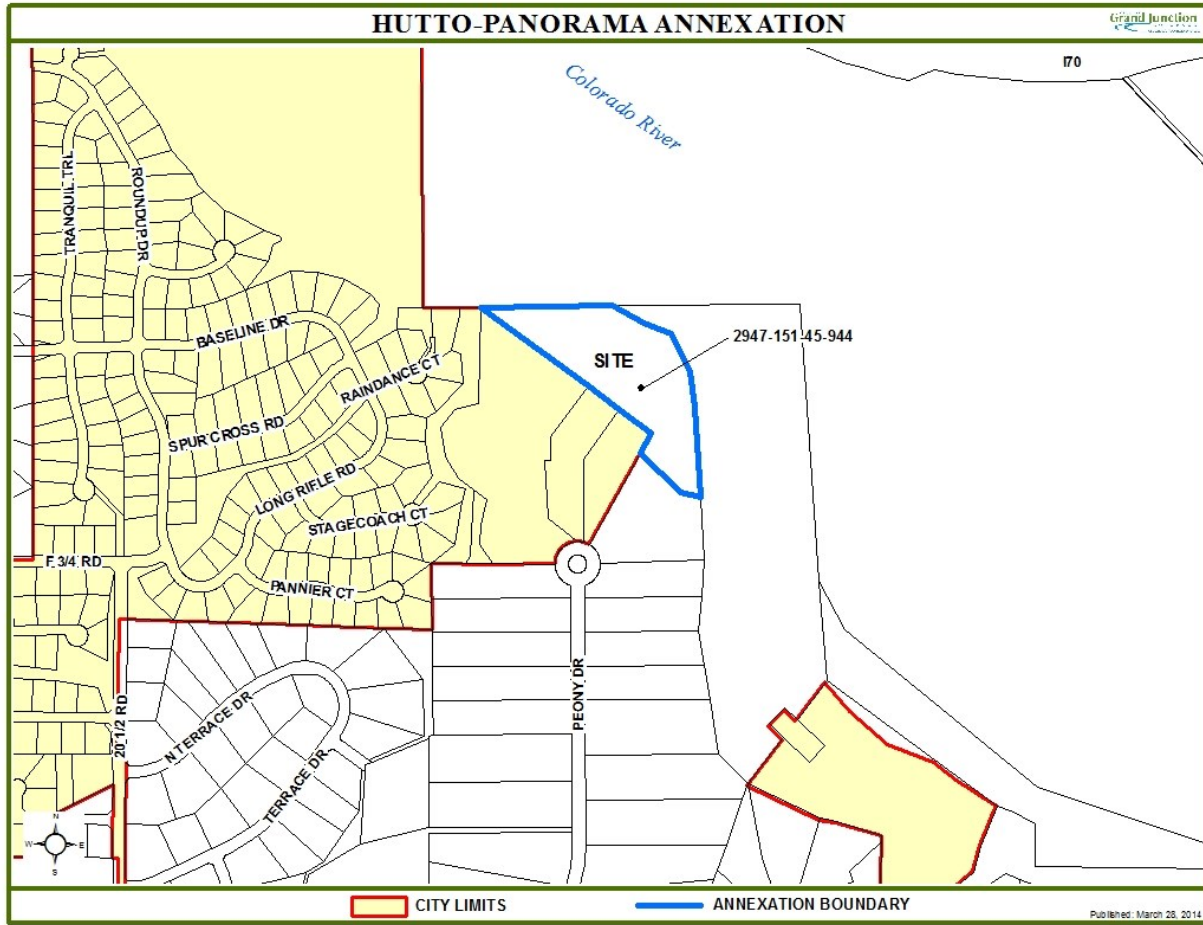 HUTTO-PANORAMA ANNEXATION
Grand Junction
Colorado River
I70
TRANQUIL TRL
ROUNDUP DR
BASELINE DR
RAINDANCE CT
SITE
2947-151-45-944
SPUR CROSS RD
LONG RIFLE RD
STAGECOACH CT
F 3/4 RD
PANNIER CT
20 1/2 RD
N TERRACE DR
TERRACE DR
PEONY DR
N
W
E
S
CITY LIMITS
ANNEXATION BOUNDARY
Published: March 28, 2014